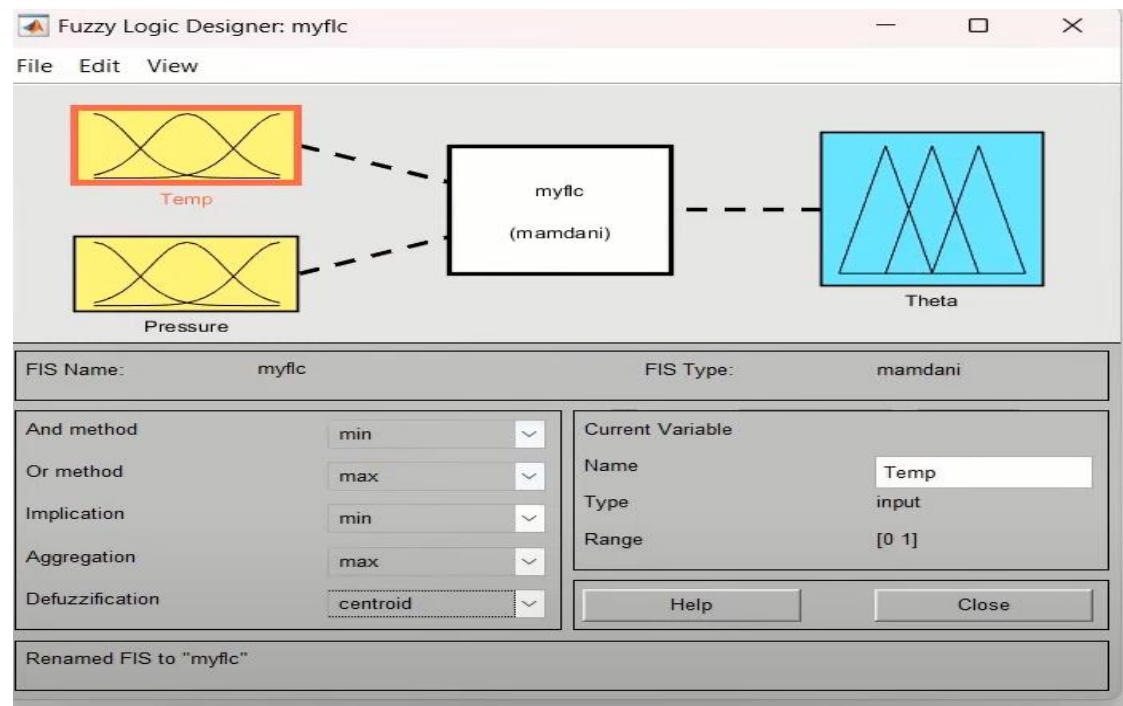 Fuzzy Logic Designer: myflc
File Edit View
Temp
Pressure
myflc
(mamdani)
Theta
FIS Name: myflc FIS Type: mamdani
And method min
Or method max
Implication min
Aggregation max
Defuzzification centroid
Current Variable
Name Temp
Type input
Range [0 1]
Help Close
Renamed FIS to "myflc"